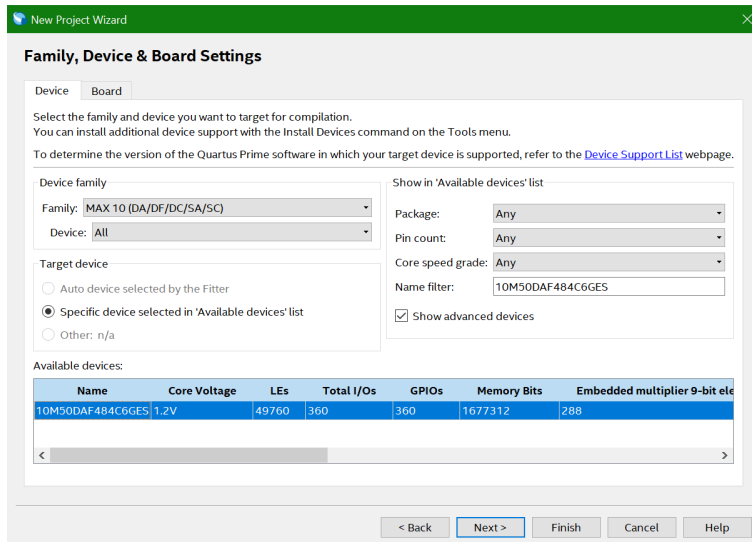 New Project Wizard
Family, Device & Board Settings
Device Board
Select the family and device you want to target for compilation.
You can install additional device support with the Install Devices command on the Tools menu.
To determine the version of the Quartus Prime software in which your target device is supported, refer to the Device Support List webpage.
Device family
Family: MAX 10 (DA/DF/DC/SA/SC)
Device: All
Target device
Auto device selected by the Fitter
Specific device selected in 'Available devices' list
Other: n/a
Show in 'Available devices' list
Package: Any
Pin count: Any
Core speed grade: Any
Name filter: 10M50DAF484C6GES
Show advanced devices
Available devices:
Name Core Voltage LEs Total I/Os GPIOs Memory Bits Embedded multiplier 9-bit ele
10M50DAF484C6GES 1.2V 49760 360 360 1677312 288
< Back Next > Finish Cancel Help